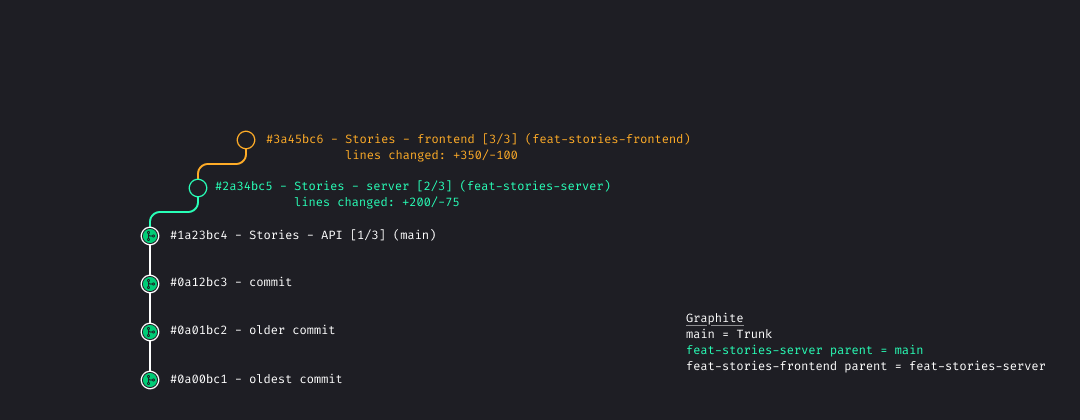 #3a45bc6 - Stories - frontend [3/3] (feat-stories-frontend)
lines changed: +350/-100
#2a34bc5 - Stories - server [2/3] (feat-stories-server)
lines changed: +200/-75
#1a23bc4 - Stories - API [1/3] (main)
#0a12bc3 - commit
#0a01bc2 - older commit
#0a00bc1 - oldest commit
Graphite
main = Trunk
feat-stories-server parent = main
feat-stories-frontend parent = feat-stories-server